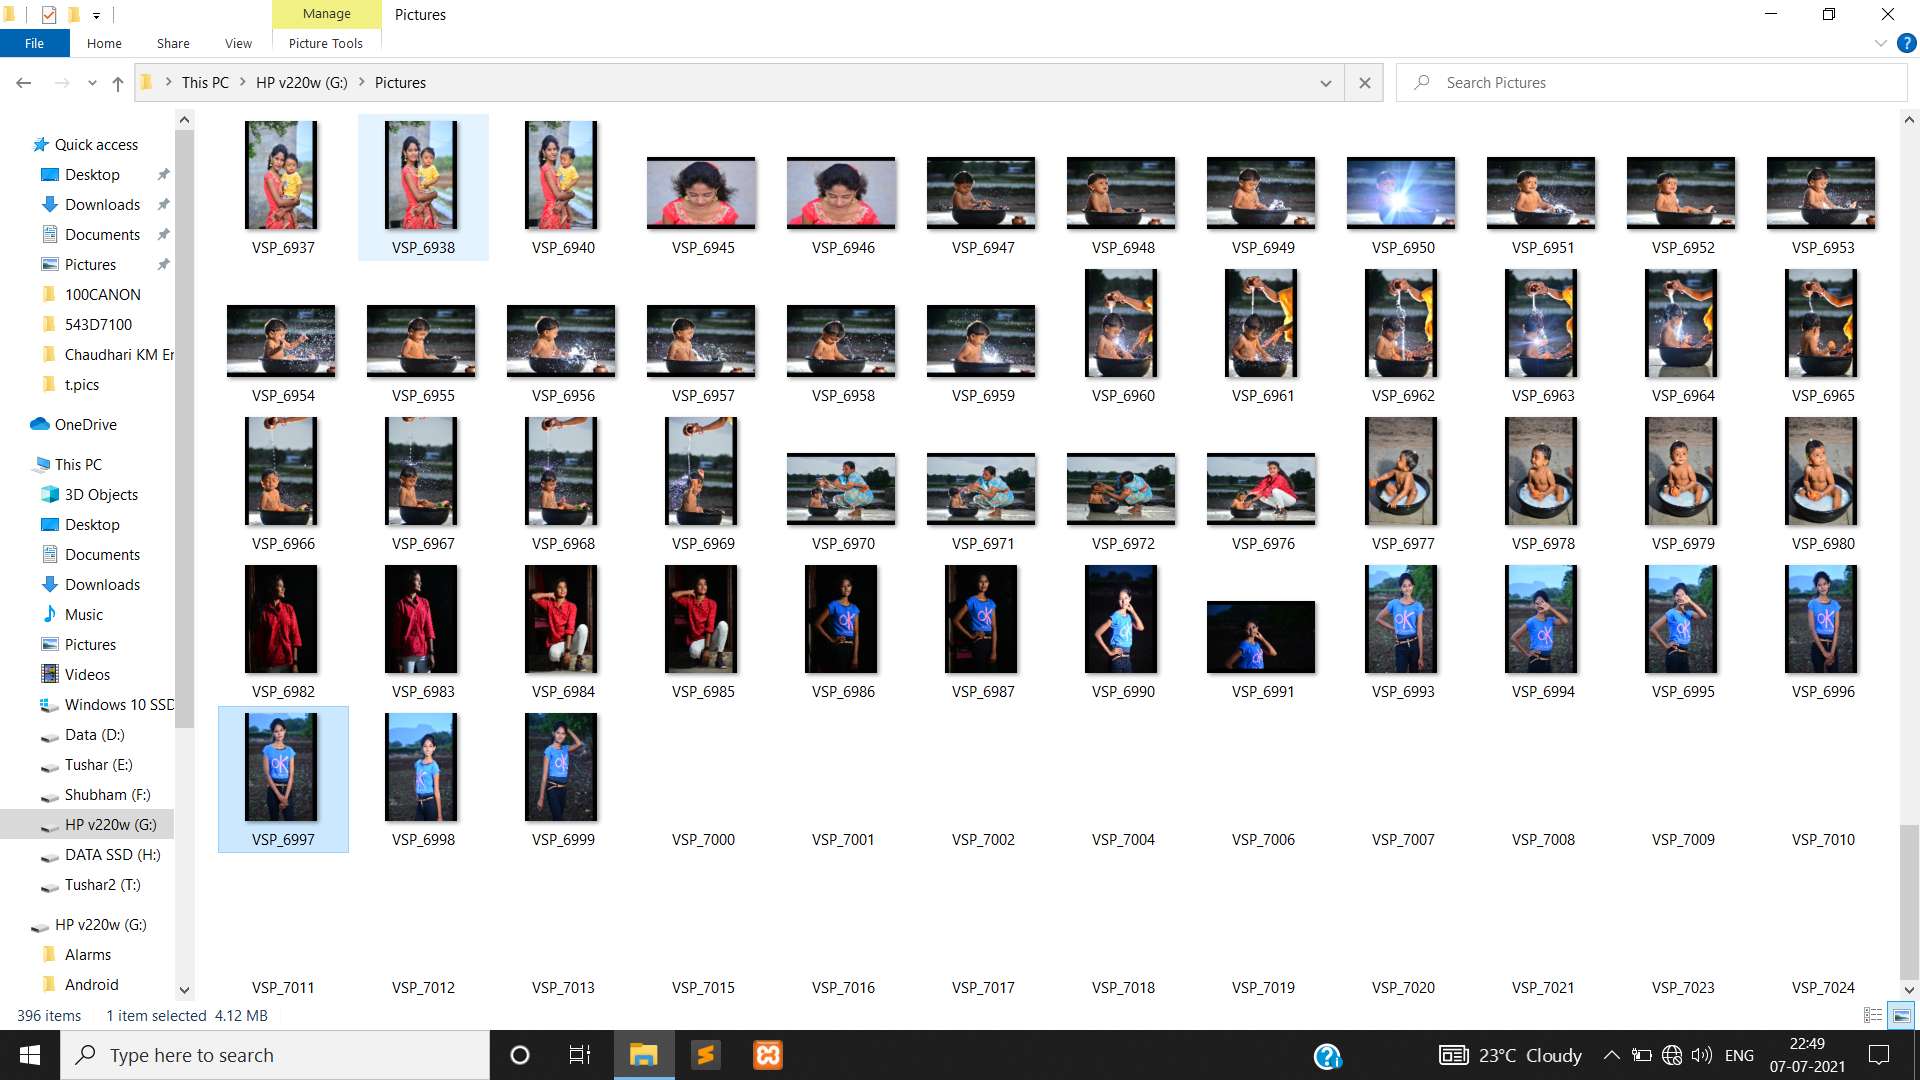 Manage
Pictures
File
Home
Share
View
Picture Tools
This PC
HP v220w (G:)
Pictures
Search Pictures
Quick access
Desktop
Downloads
Documents
Pictures
100CANON
543D7100
Chaudhari KM Er
t.pics
OneDrive
This PC
3D Objects
Desktop
Documents
Downloads
Music
Pictures
Videos
Windows 10 SSD
Data (D:)
Tushar (E:)
Shubham (F:)
HP v220w (G:)
DATA SSD (H:)
Tushar2 (T:)
HP v220w (G:)
Alarms
Android
VSP_6937 VSP_6938 VSP_6940 VSP_6945 VSP_6946 VSP_6947 VSP_6948 VSP_6949 VSP_6950 VSP_6951 VSP_6952 VSP_6953
VSP_6954 VSP_6955 VSP_6956 VSP_6957 VSP_6958 VSP_6959 VSP_6960 VSP_6961 VSP_6962 VSP_6963 VSP_6964 VSP_6965
VSP_6966 VSP_6967 VSP_6968 VSP_6969 VSP_6970 VSP_6971 VSP_6972 VSP_6976 VSP_6977 VSP_6978 VSP_6979 VSP_6980
VSP_6982 VSP_6983 VSP_6984 VSP_6985 VSP_6986 VSP_6987 VSP_6990 VSP_6991 VSP_6993 VSP_6994 VSP_6995 VSP_6996
VSP_6997 VSP_6998 VSP_6999 VSP_7000 VSP_7001 VSP_7002 VSP_7004 VSP_7006 VSP_7007 VSP_7008 VSP_7009 VSP_7010
VSP_7011 VSP_7012 VSP_7013 VSP_7015 VSP_7016 VSP_7017 VSP_7018 VSP_7019 VSP_7020 VSP_7021 VSP_7023 VSP_7024
396 items 1 item selected 4.12 MB
Type here to search
23°C Cloudy
ENG
22:49
07-07-2021